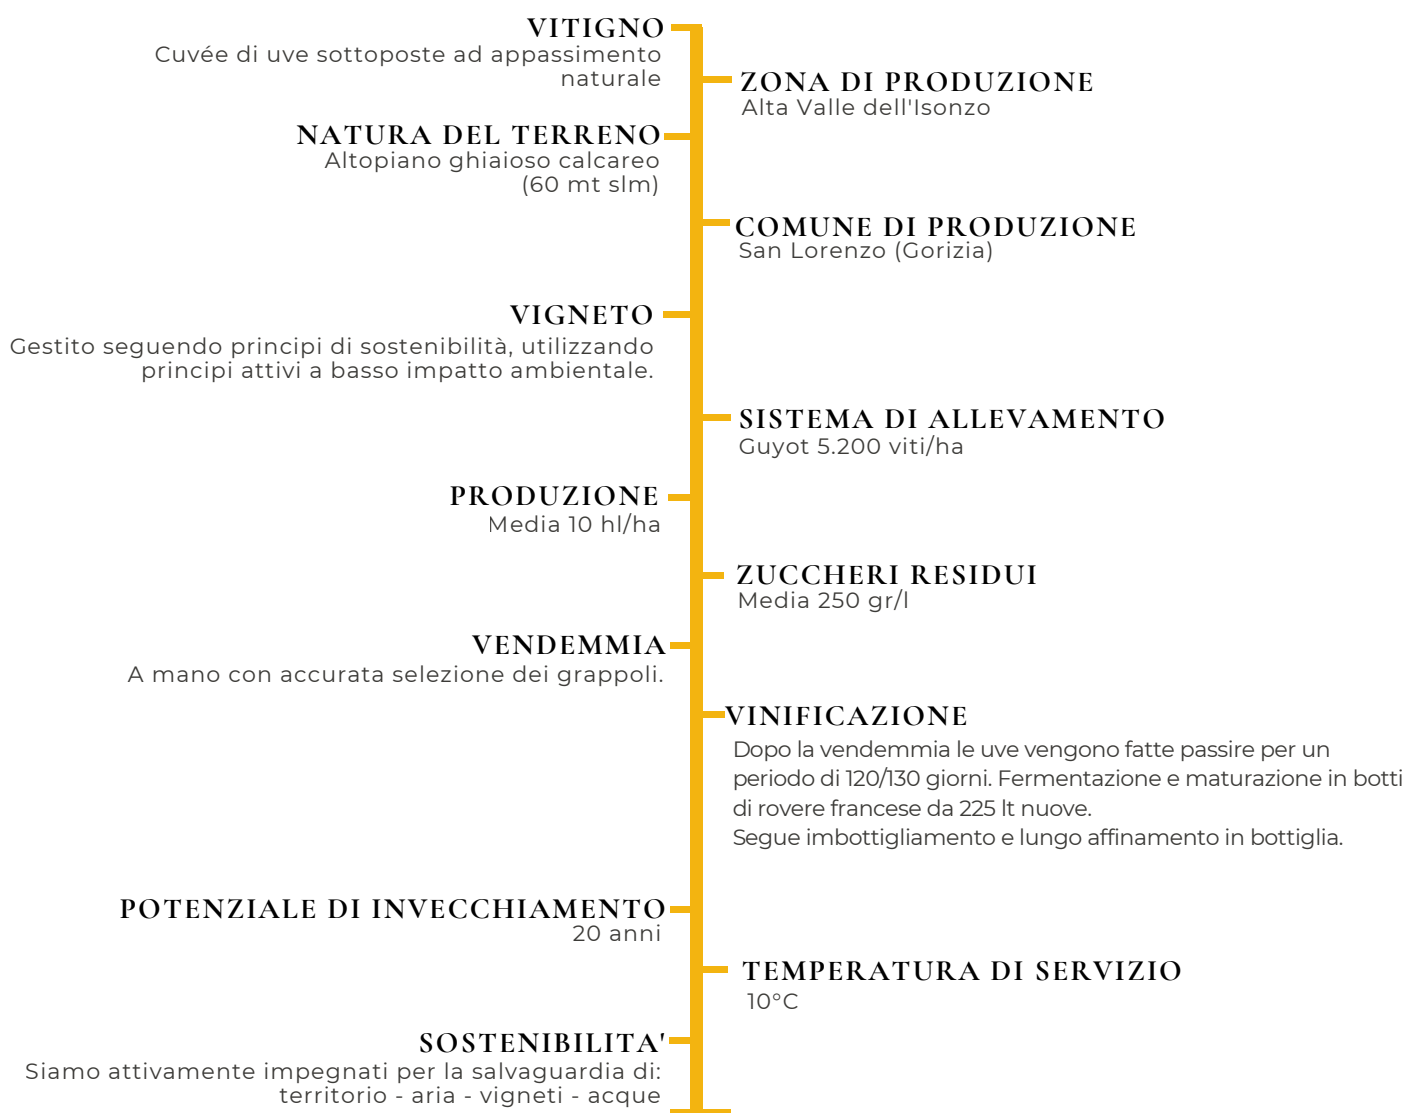 VITIGNO
Cuvée di uve sottoposte ad appassimento
naturale
ZONA DI PRODUZIONE
Alta Valle dell'Isonzo
NATURA DEL TERRENO
Altopiano ghiaioso calcareo
(60 mt slm)
COMUNE DI PRODUZIONE
San Lorenzo (Gorizia)
VIGNETO
Gestito seguendo principi di sostenibilità, utilizzando
principi attivi a basso impatto ambientale.
SISTEMA DI ALLEVAMENTO
Guyot 5.200 viti/ha
PRODUZIONE
Media 10 hl/ha
ZUCCHERI RESIDUI
Media 250 gr/l
VENDEMMIA
A mano con accurata selezione dei grappoli.
VINIFICAZIONE
Dopo la vendemmia le uve vengono fatte passire per un
periodo di 120/130 giorni. Fermentazione e maturazione in botti
di rovere francese da 225 lt nuove.
Segue imbottigliamento e lungo affinamento in bottiglia.
POTENZIALE DI INVECCHIAMENTO
20 anni
TEMPERATURA DI SERVIZIO
10°C
SOSTENIBILITA'
Siamo attivamente impegnati per la salvaguardia di:
territorio - aria - vigneti - acque